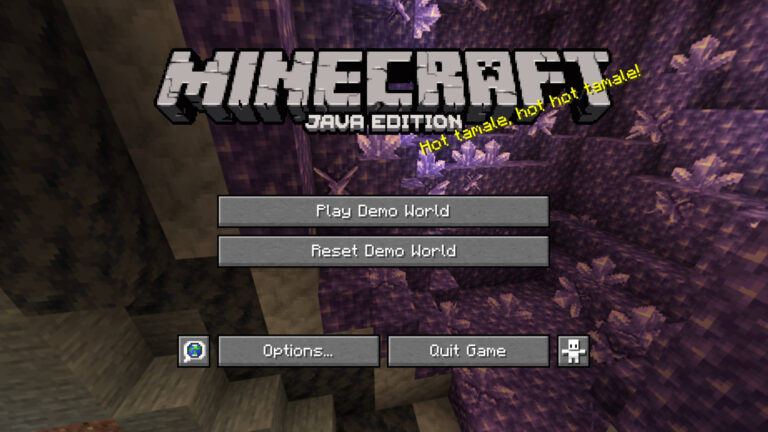 MINECRAFT
JAVA EDITION
Hot tamale, hot hot tamale!
Play Demo World
Reset Demo World
Options...
Quit Game